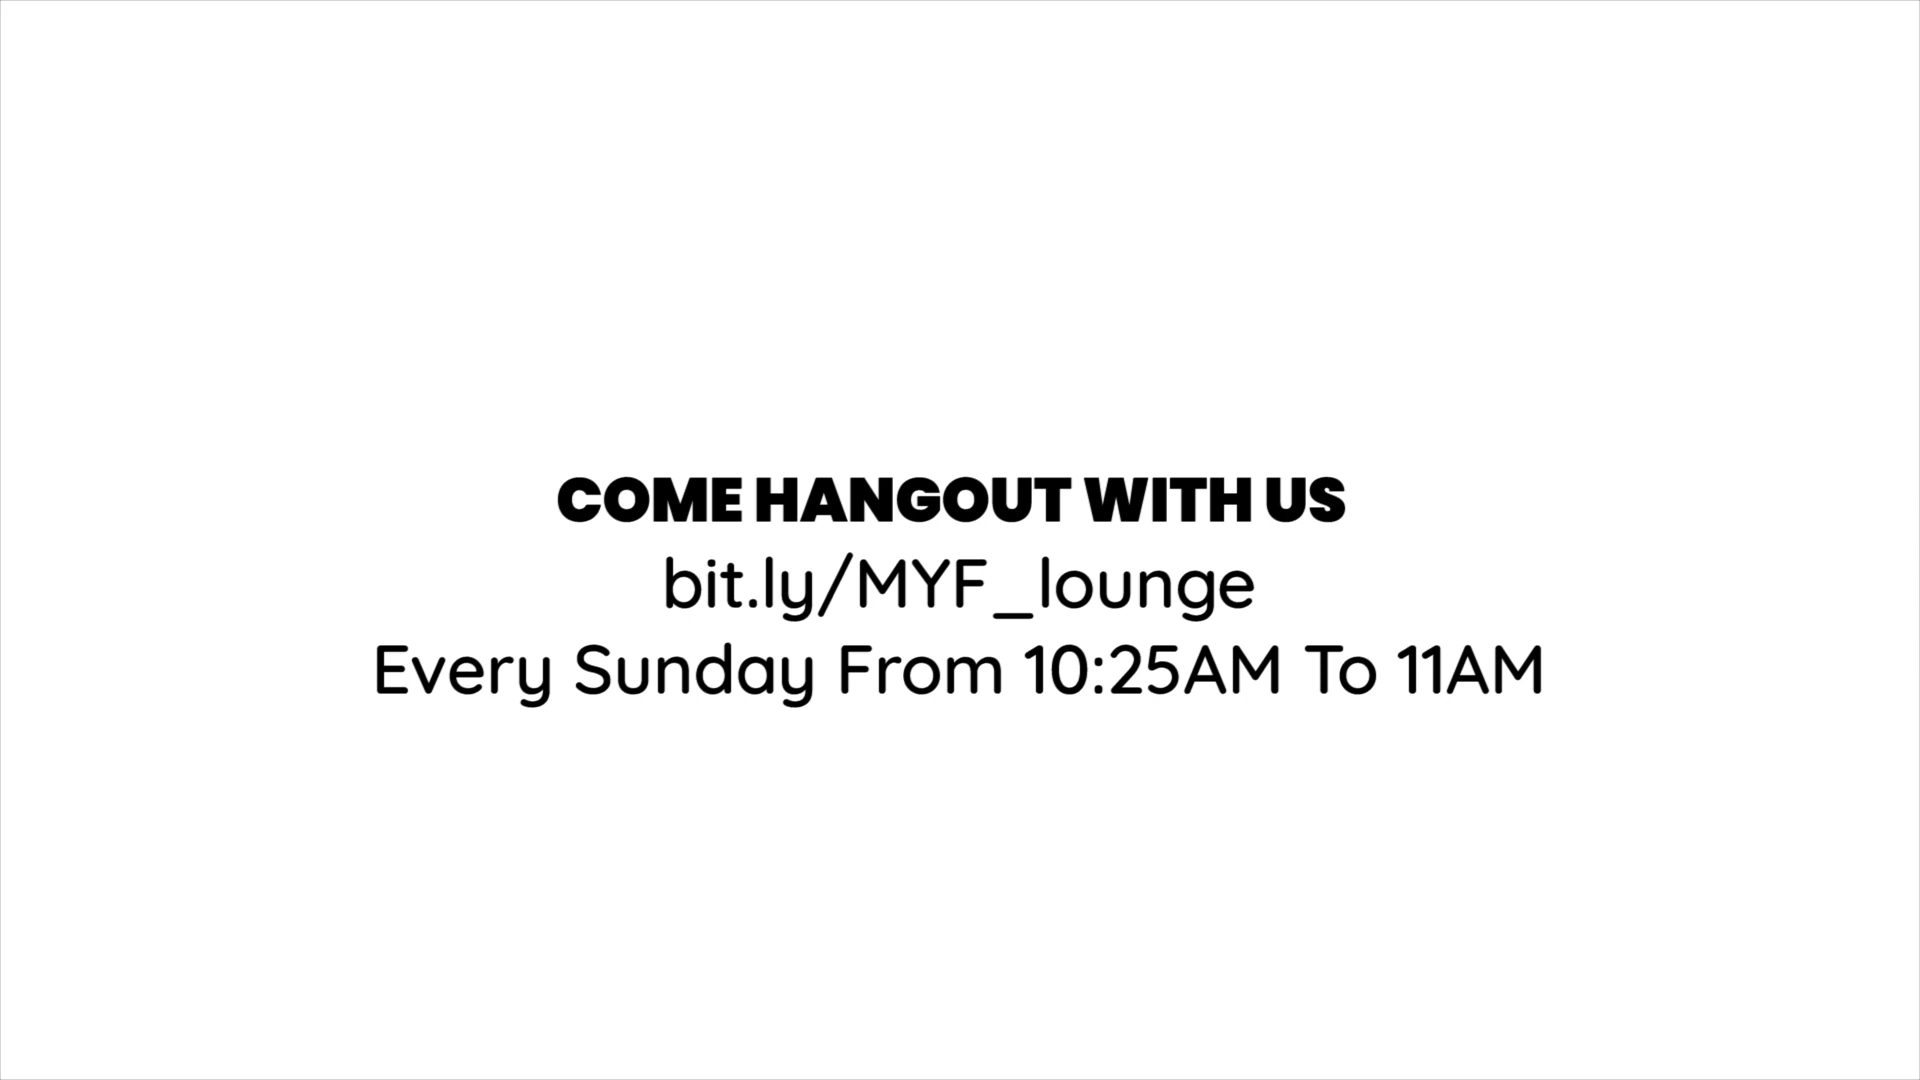 COME HANGOUT WITH US
bit.ly/MYF_lounge
Every Sunday From 10:25AM To 11AM